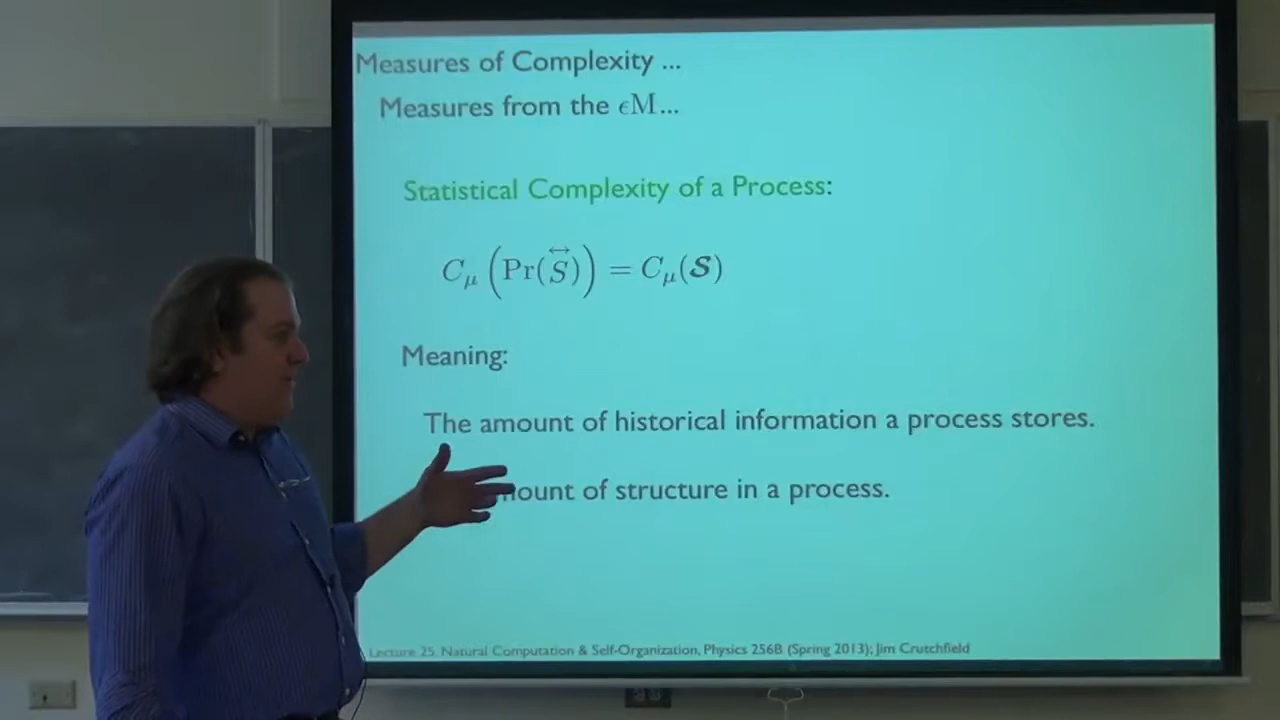 Measures of Complexity ...
Measures from the ϵM...
Statistical Complexity of a Process:
C_μ (Pr(S⃡)) = C_μ(𝓢)
Meaning:
The amount of historical information a process stores.
of structure in a process.
Lecture 25, Natural Computation & Self-Organization, Physics 256B (Spring 2013); Jim Crutchfield